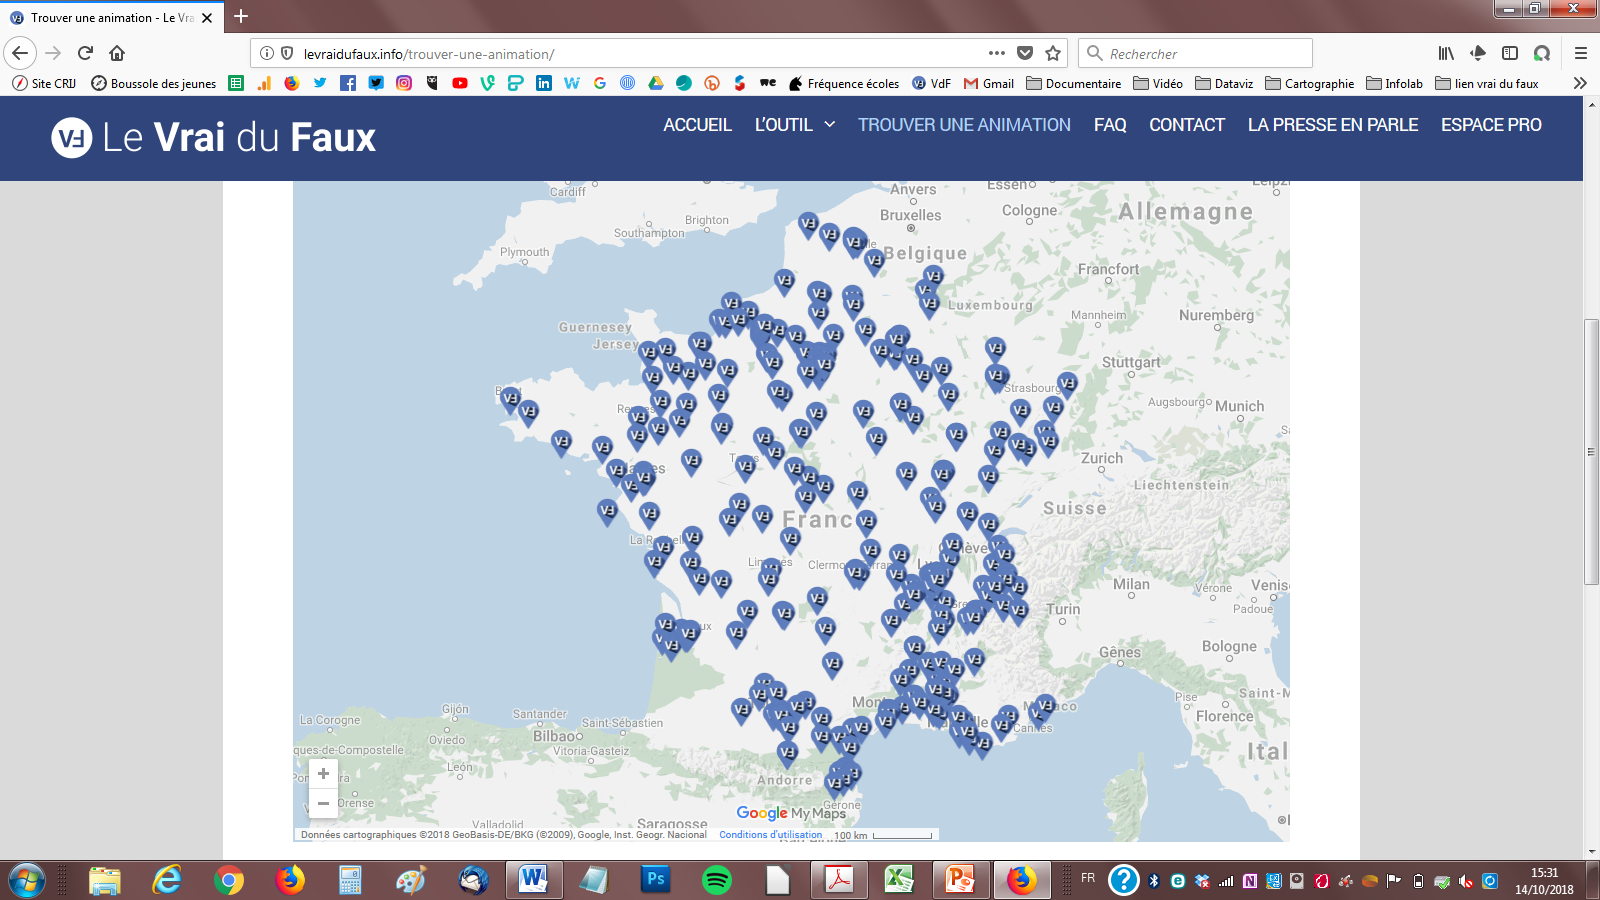 Trouver une animation - Le Vra
levraidufaux.info/trouver-une-animation/
Rechercher
Site CRIJ
Boussole des jeunes
Fréquence écoles
VdF
Gmail
Documentaire
Vidéo
Dataviz
Cartographie
Infolab
lien vrai du faux
Le Vrai du Faux
ACCUEIL
L'OUTIL
TROUVER UNE ANIMATION
FAQ
CONTACT
LA PRESSE EN PARLE
ESPACE PRO
Cardiff
Anvers
Essen
Cologne
Allemagne
Brighton
Bruxelles
Southampton
Plymouth
Belgique
Francfort
Luxembourg
Mannheim
Nuremberg
Guernesey
Jersey
Stuttgart
Strasbourg
Augsbourg
Munich
Zurich
Liechtenstein
Suisse
Franc
Milan
Vérone
Venis
Padoue
Turin
Bologne
Gênes
Pise
Florence
Saint-M
Ital
Cannes
La Corogne
Gijón
Oviedo
Santander
Saint-Sébastien
Bilbao
Vitoria-Gasteiz
León
ques-de-Compostelle
Orense
Valladolid
Saragosse
Andorre
Gérone
Google My Maps
Données cartographiques ©2018 GeoBasis-DE/BKG (©2009), Google, Inst. Geogr. Nacional
Conditions d'utilisation
100 km
FR
15:31
14/10/2018